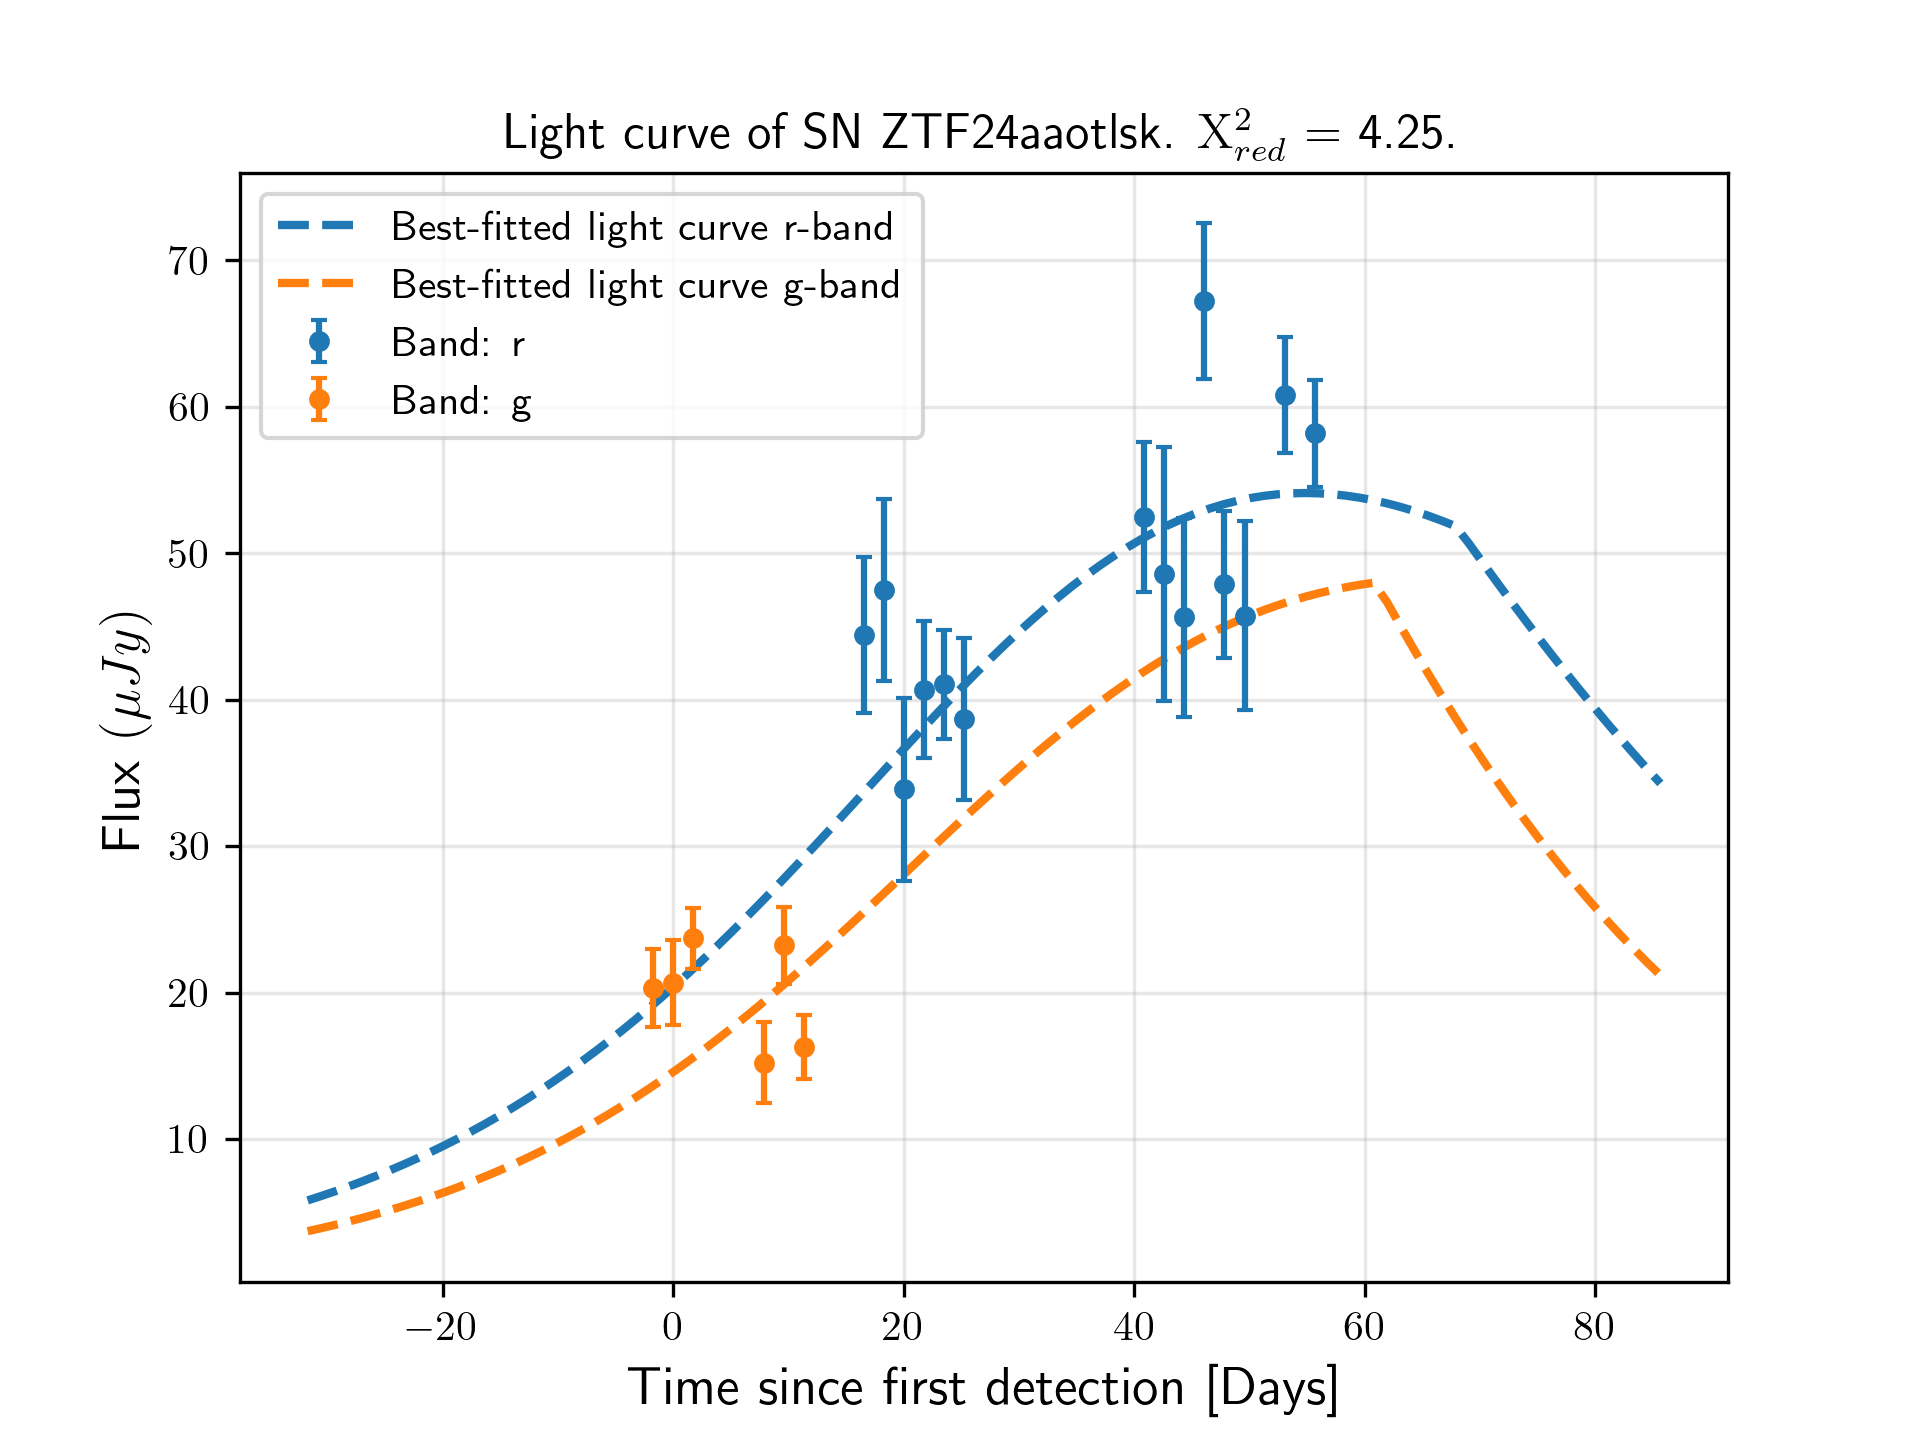 Light curve of SN ZTF24aaotlsk. X²_red = 4.25.
Best-fitted light curve r-band
Best-fitted light curve g-band
Band: r
Band: g
Flux (μJy)
70
60
50
40
30
20
10
−20 0 20 40 60 80
Time since first detection [Days]